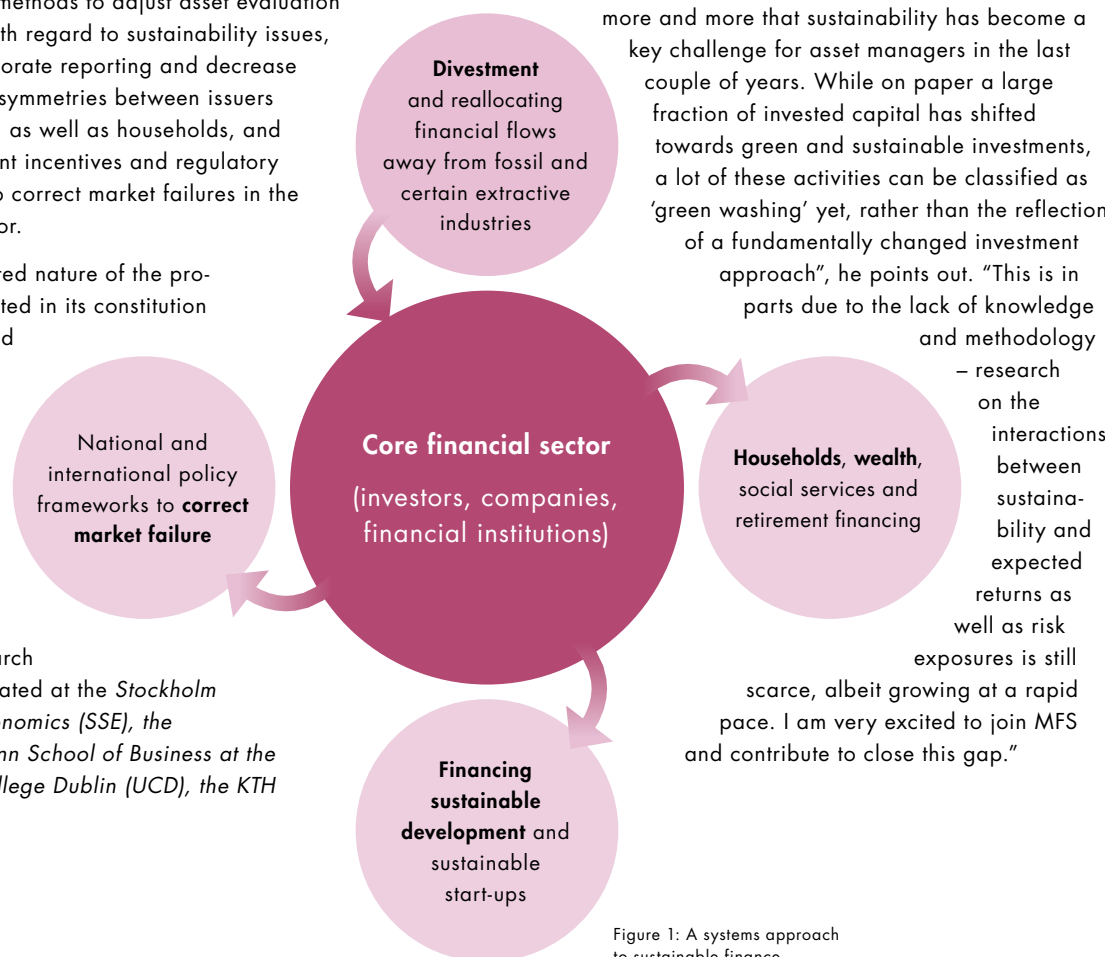 methods to adjust asset evaluation
th regard to sustainability issues,
orate reporting and decrease
symmetries between issuers
as well as households, and
nt incentives and regulatory
o correct market failures in the
or.
red nature of the pro-
ted in its constitution
d
arch
ated at the Stockholm
onomics (SSE), the
nn School of Business at the
llege Dublin (UCD), the KTH
Divestment
and reallocating
financial flows
away from fossil and
certain extractive
industries
National and
international policy
frameworks to correct
market failure
Core financial sector
(investors, companies,
financial institutions)
Households, wealth,
social services and
retirement financing
Financing
sustainable
development and
sustainable
start-ups
more and more that sustainability has become a
key challenge for asset managers in the last
couple of years. While on paper a large
fraction of invested capital has shifted
towards green and sustainable investments,
a lot of these activities can be classified as
‘green washing’ yet, rather than the reflection
of a fundamentally changed investment
approach”, he points out. “This is in
parts due to the lack of knowledge
and methodology
– research
on the
interactions
between
sustaina-
bility and
expected
returns as
well as risk
exposures is still
scarce, albeit growing at a rapid
pace. I am very excited to join MFS
and contribute to close this gap.”
Figure 1: A systems approach
to sustainable finance